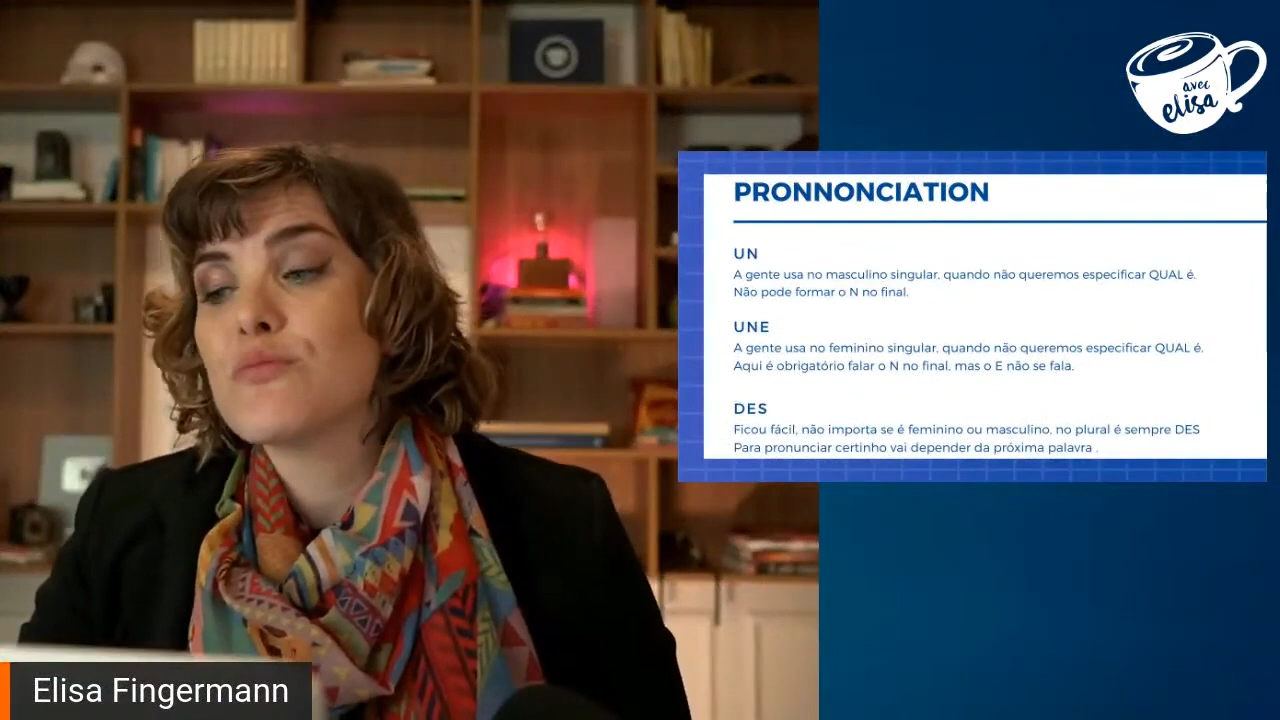 avec
elisa
PRONNONCIATION
UN
A gente usa no masculino singular, quando não queremos especificar QUAL é.
Não pode formar o N no final.
UNE
A gente usa no feminino singular, quando não queremos especificar QUAL é.
Aqui é obrigatório falar o N no final, mas o E não se fala.
DES
Ficou fácil, não importa se é feminino ou masculino, no plural é sempre DES
Para pronunciar certinho vai depender da próxima palavra .
Elisa Fingermann